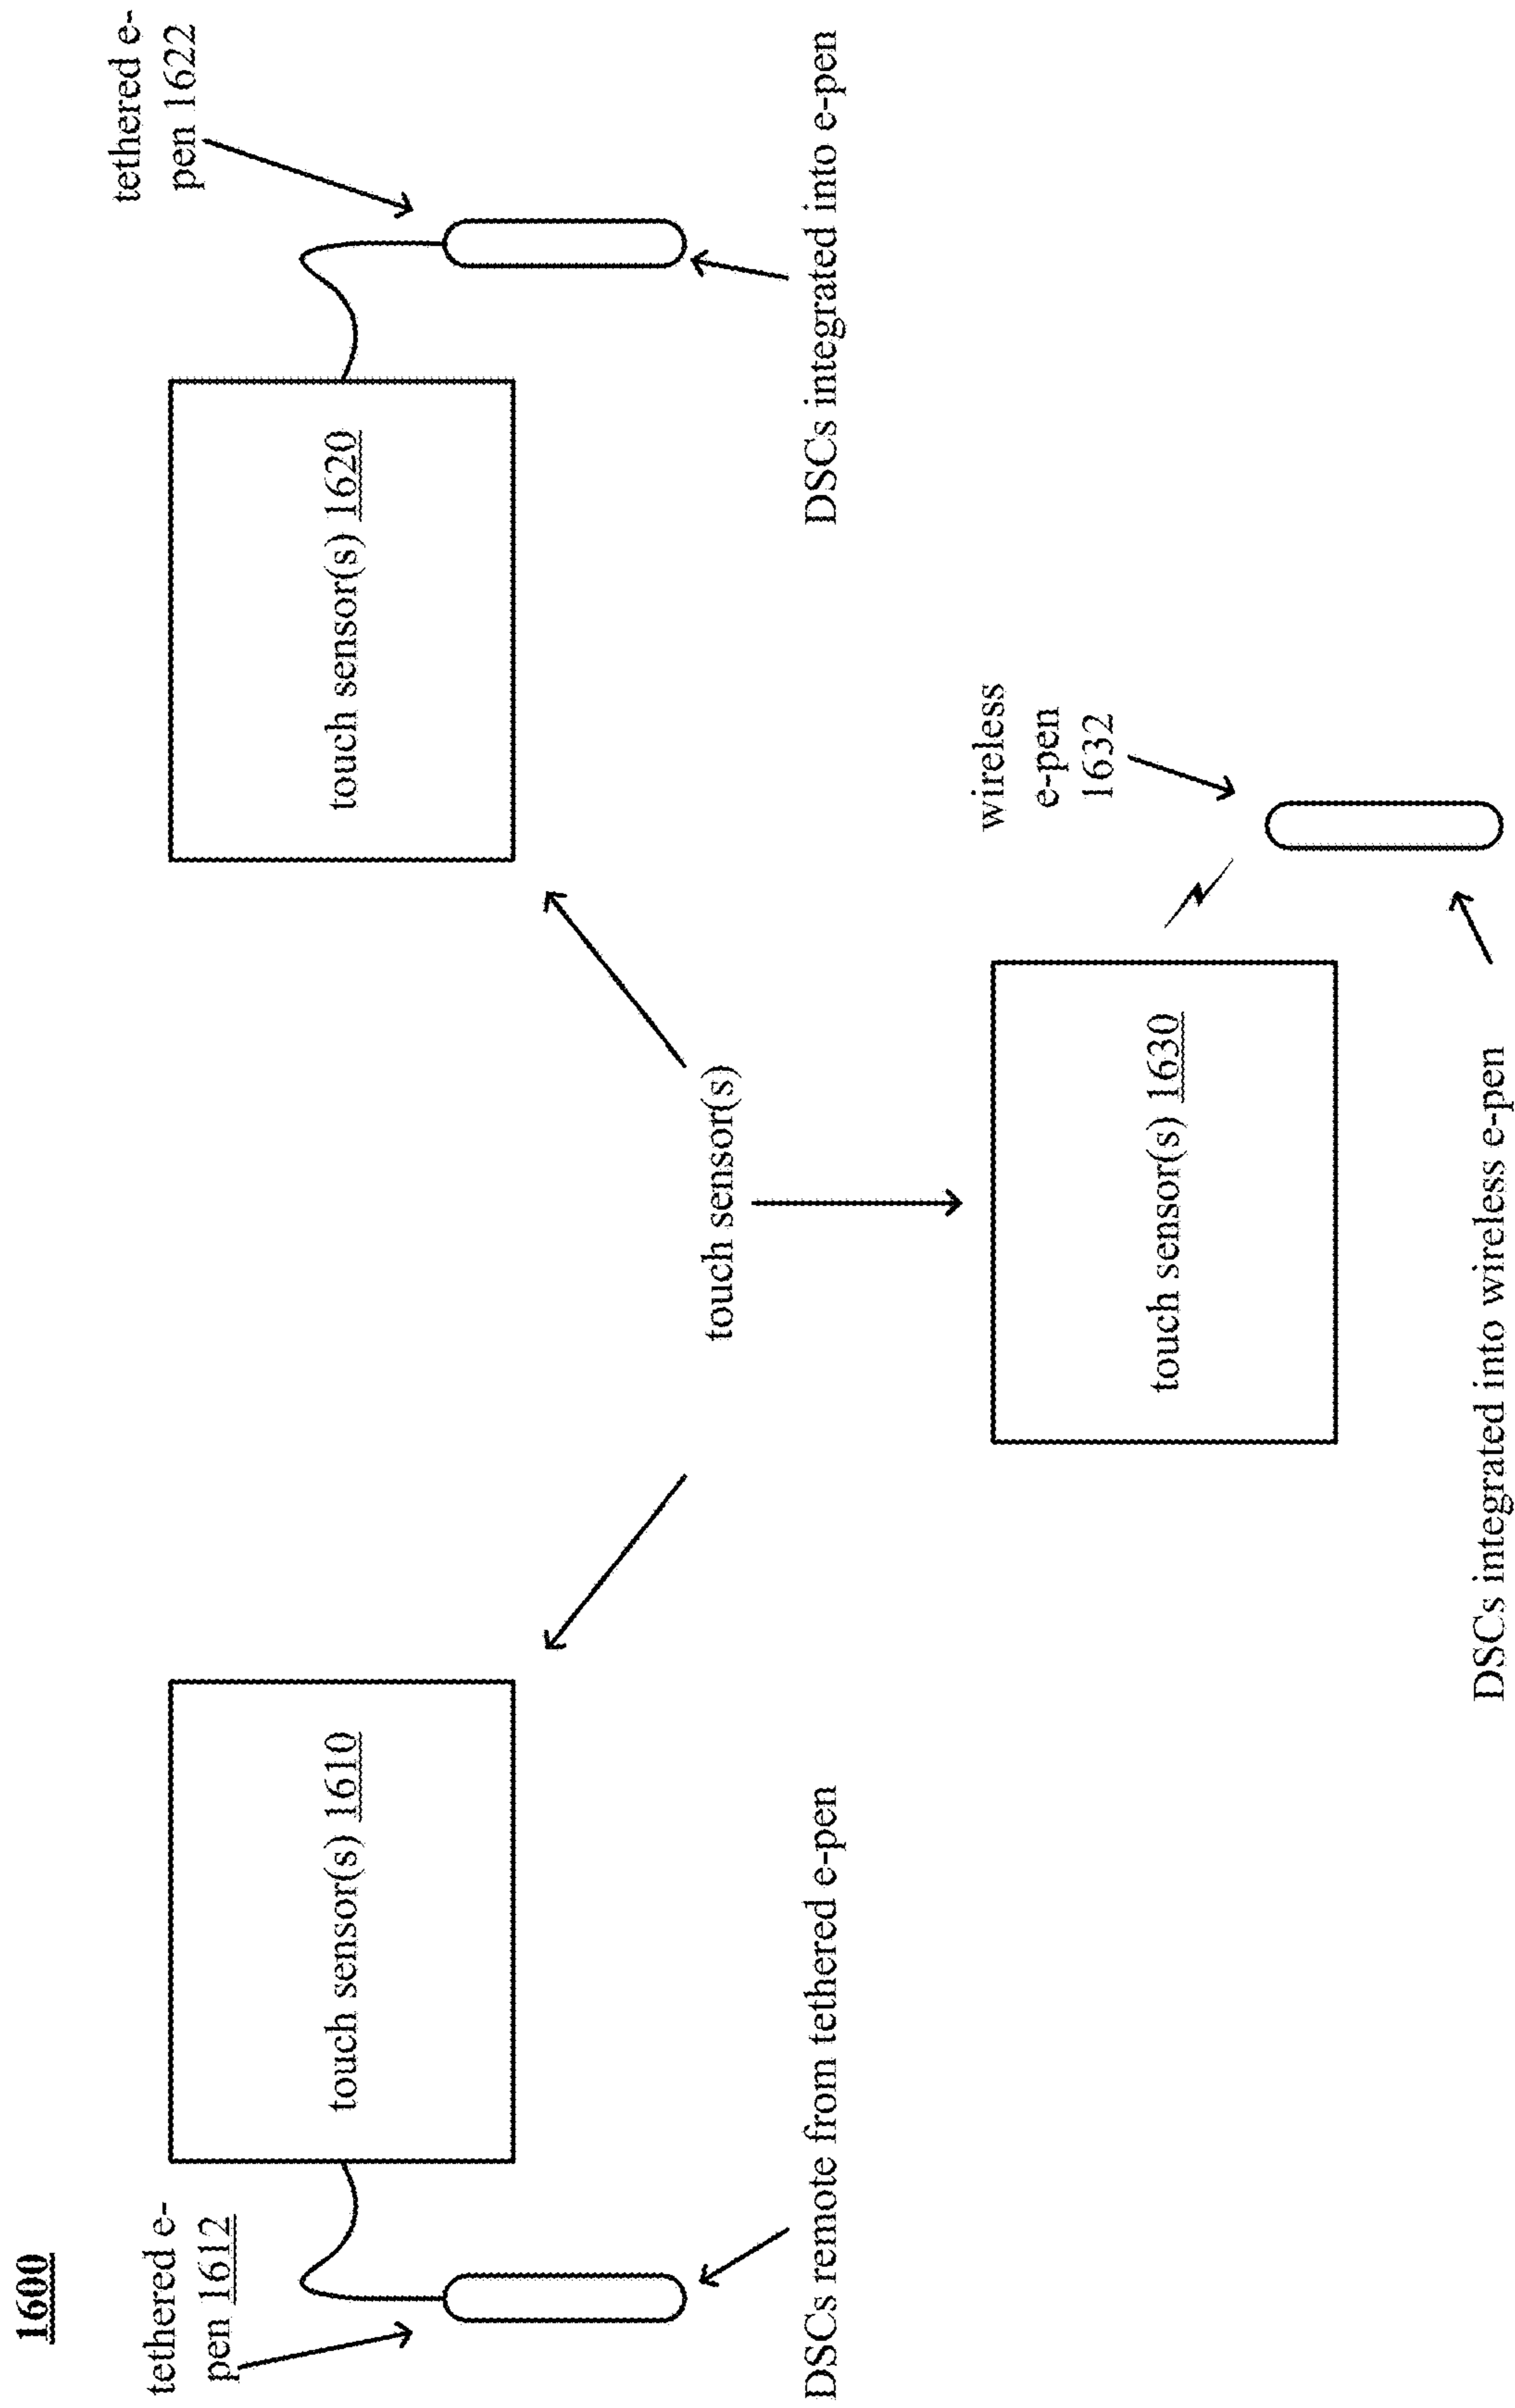 1600
tethered e-
pen 1612
touch sensor(s) 1610
DSCs remote from tethered e-pen
touch sensor(s)
tethered e-
pen 1622
touch sensor(s) 1620
DSCs integrated into e-pen
wireless
e-pen
1632
touch sensor(s) 1630
DSCs integrated into wireless e-pen